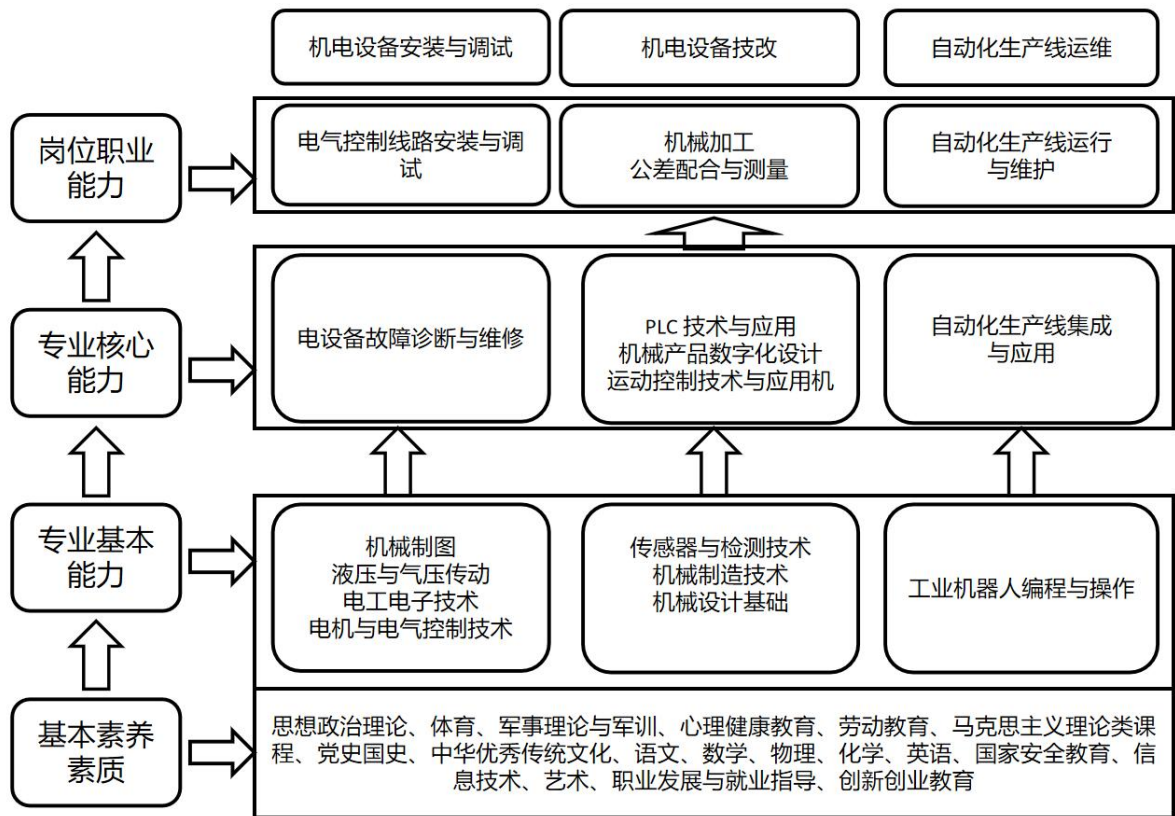 机电设备安装与调试
机电设备技改
自动化生产线运维
岗位职业
能力
电气控制线路安装与调
试
机械加工
公差配合与测量
自动化生产线运行
与维护
专业核心
能力
电设备故障诊断与维修
PLC 技术与应用
机械产品数字化设计
运动控制技术与应用机
自动化生产线集成
与应用
专业基本
能力
机械制图
液压与气压传动
电工电子技术
电机与电气控制技术
传感器与检测技术
机械制造技术
机械设计基础
工业机器人编程与操作
基本素养
素质
思想政治理论、体育、军事理论与军训、心理健康教育、劳动教育、马克思主义理论类课
程、党史国史、中华优秀传统文化、语文、数学、物理、化学、英语、国家安全教育、信
息技术、艺术、职业发展与就业指导、创新创业教育